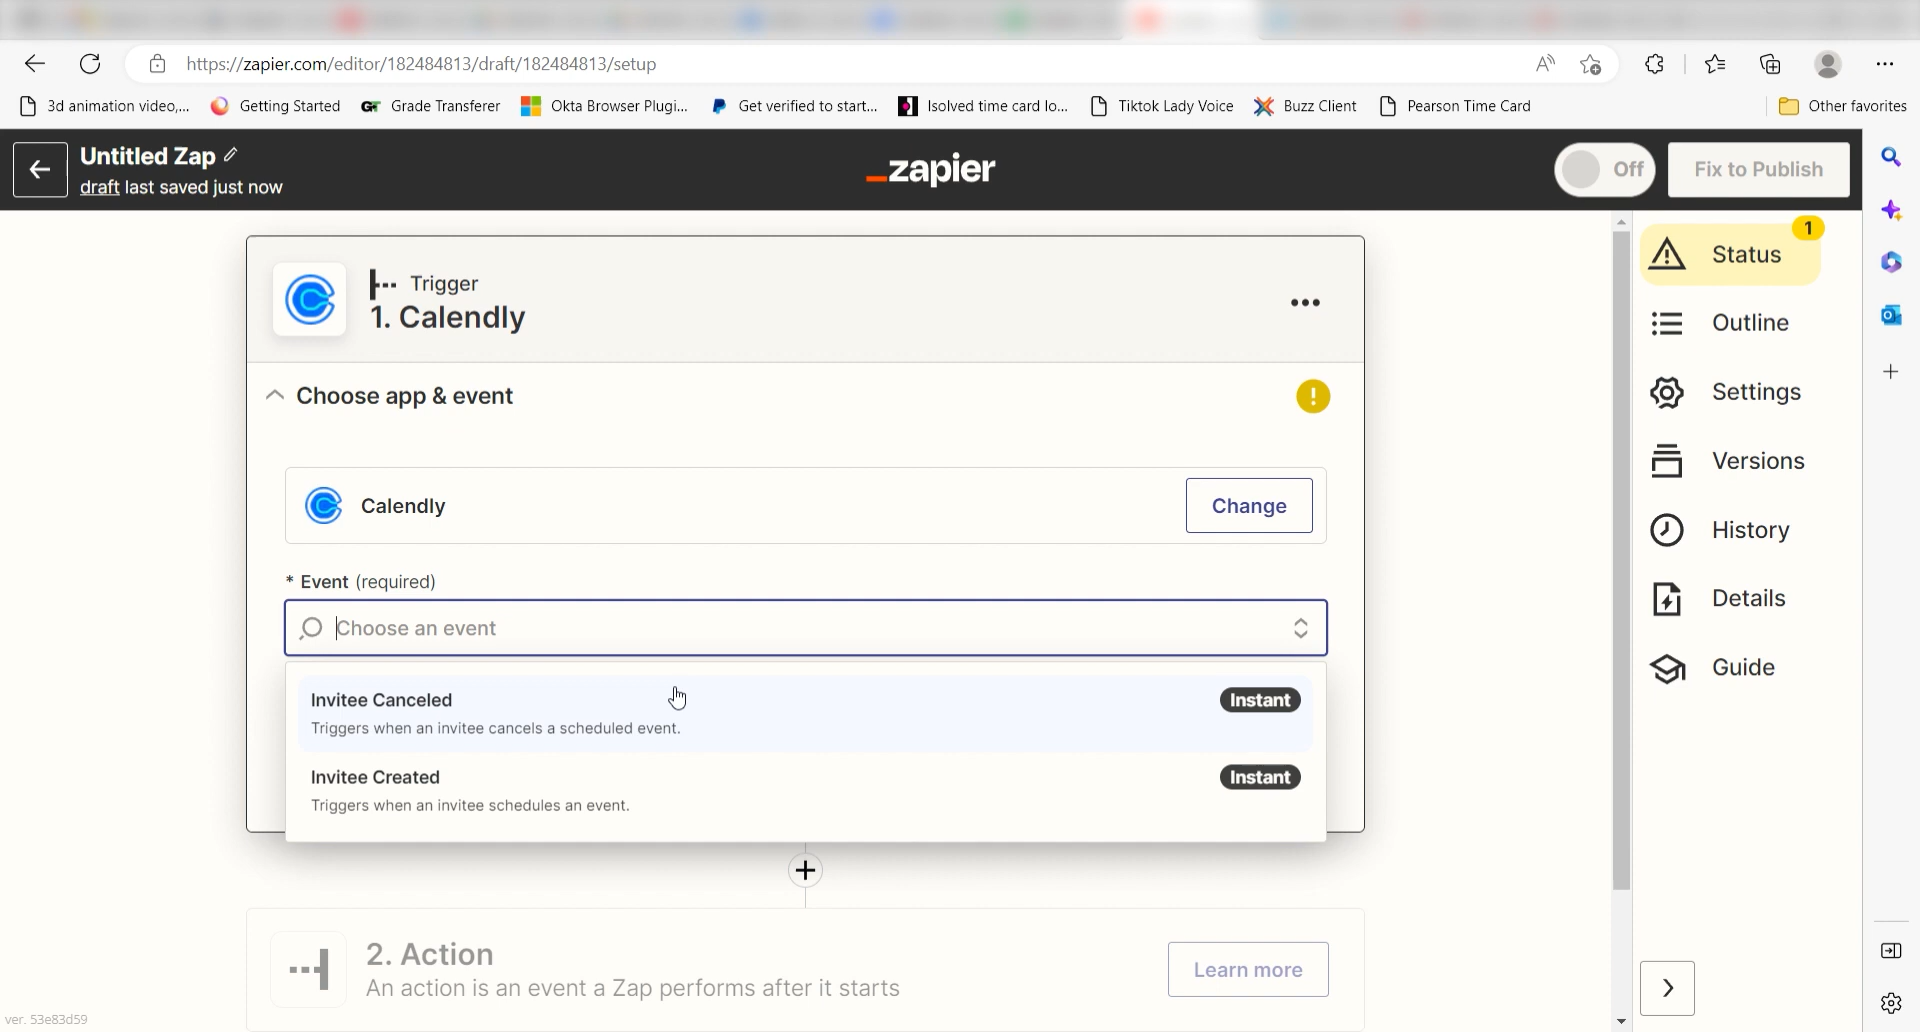 https://zapier.com/editor/182484813/draft/182484813/setup
3d animation video,...
Getting Started
GT
Grade Transferer
Okta Browser Plugi...
Get verified to start...
Isolved time card lo...
Tiktok Lady Voice
Buzz Client
Pearson Time Card
Other favorites
Untitled Zap
draft last saved just now
_zapier
Off
Fix to Publish
Trigger
1. Calendly
Choose app & event
!
Calendly
Change
* Event (required)
Choose an event
Invitee Canceled
Instant
Triggers when an invitee cancels a scheduled event.
Invitee Created
Instant
Triggers when an invitee schedules an event.
2. Action
An action is an event a Zap performs after it starts
Learn more
1
Status
Outline
Settings
Versions
History
Details
Guide
ver. 53e83d59